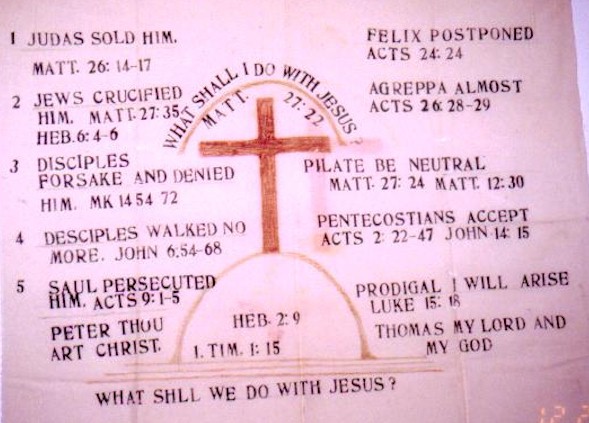 1 JUDAS SOLD HIM.
MATT. 26: 14-17
2 JEWS CRUCIFIED
HIM. MATT. 27:35
HEB. 6: 4-6
3 DISCIPLES
FORSAKE AND DENIED
HIM. MK 14 54 72
4 DESCIPLES WALKED NO
MORE. JOHN 6:54-68
5 SAUL PERSECUTED
HIM. ACTS 9: 1-5
PETER THOU
ART CHRIST.
WHAT SHALL I DO WITH JESUS?
MATT. 27:22
HEB. 2: 9
1. TIM. 1: 15
FELIX POSTPONED
ACTS 24: 24
AGREPPA ALMOST
ACTS 26: 28-29
PILATE BE NEUTRAL
MATT. 27: 24 MATT. 12:30
PENTECOSTIANS ACCEPT
ACTS 2: 22-47 JOHN 14: 15
PRODIGAL I WILL ARISE
LUKE 15: 18
THOMAS MY LORD AND
MY GOD
WHAT SHLL WE DO WITH JESUS?